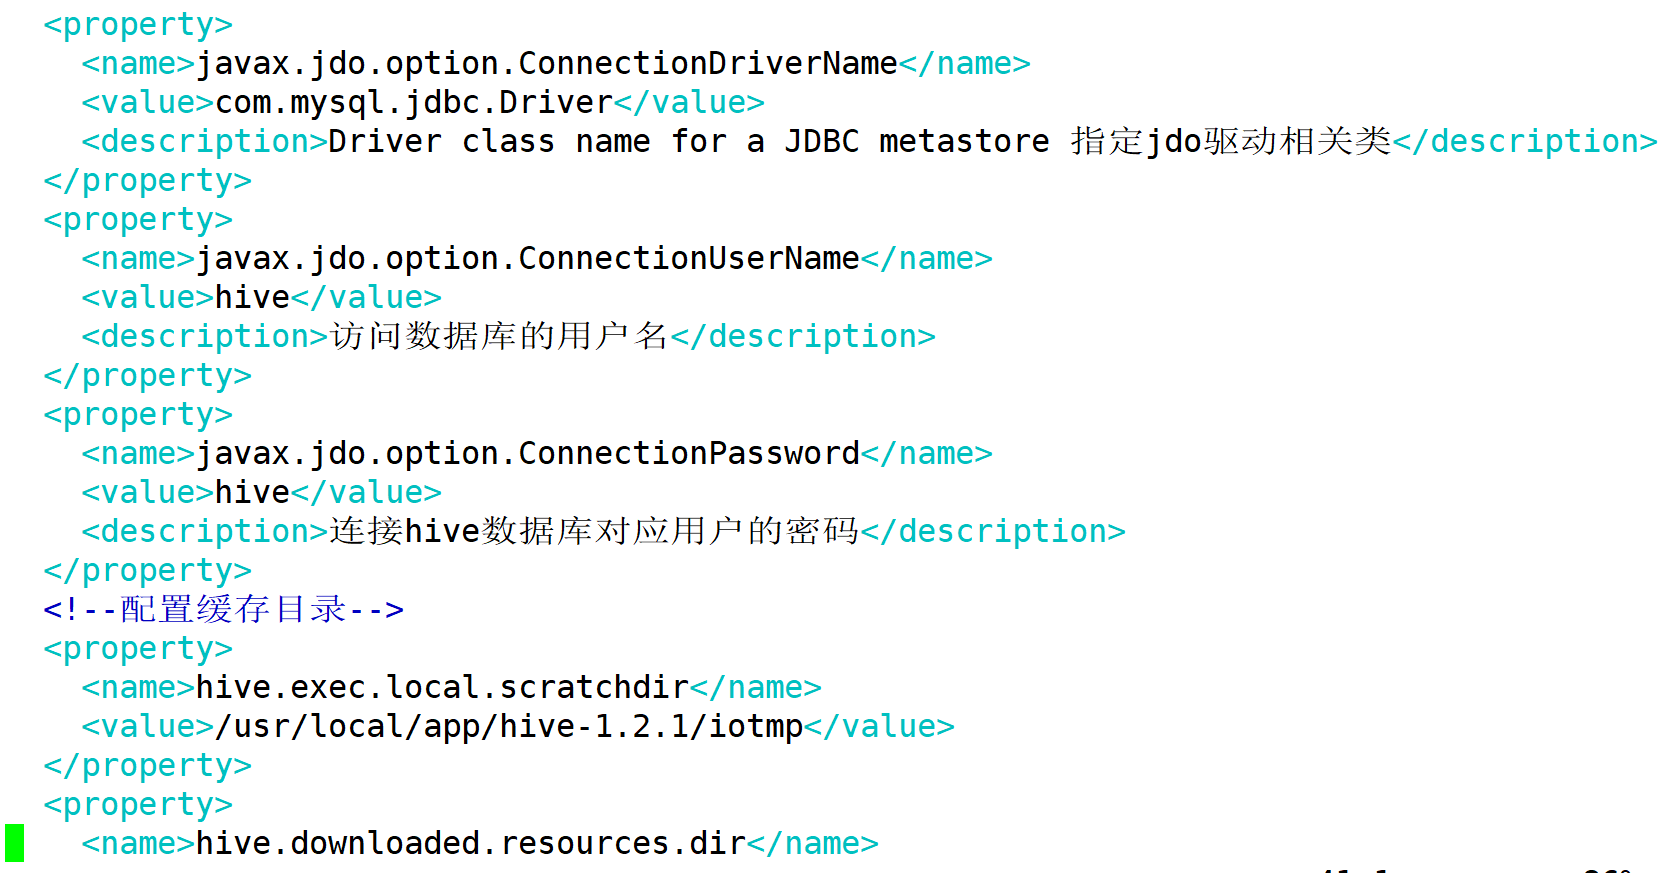 <property>
<name>javax.jdo.option.ConnectionDriverName</name>
<value>com.mysql.jdbc.Driver</value>
<description>Driver class name for a JDBC metastore 指定jdo驱动相关类</description>
</property>
<property>
<name>javax.jdo.option.ConnectionUserName</name>
<value>hive</value>
<description>访问数据库的用户名</description>
</property>
<property>
<name>javax.jdo.option.ConnectionPassword</name>
<value>hive</value>
<description>连接hive数据库对应用户的密码</description>
</property>
<!--配置缓存目录-->
<property>
<name>hive.exec.local.scratchdir</name>
<value>/usr/local/app/hive-1.2.1/iotmp</value>
</property>
<property>
<name>hive.downloaded.resources.dir</name>